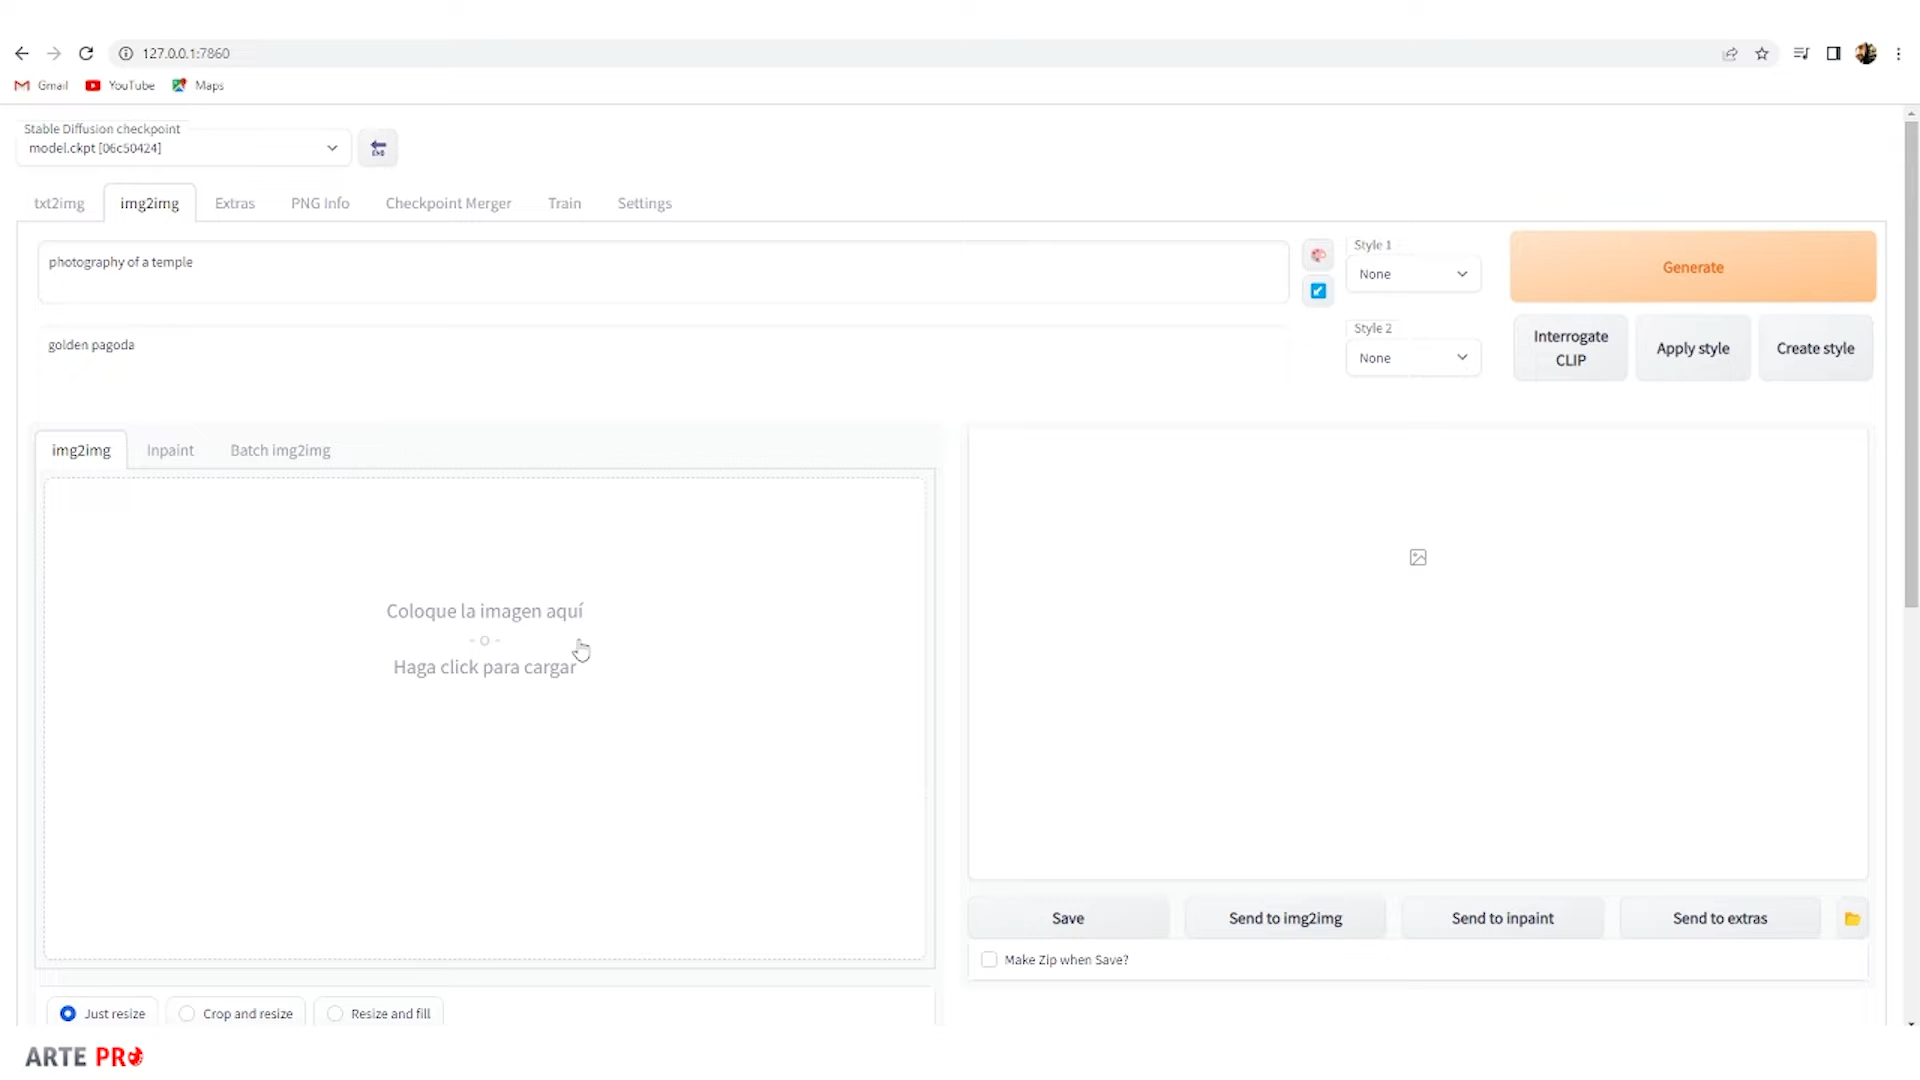 127.0.0.1:7860
Gmail YouTube Maps
Stable Diffusion checkpoint
model.ckpt [06c50424]
END
txt2img img2img Extras PNG Info Checkpoint Merger Train Settings
photography of a temple
Style 1
None
Generate
golden pagoda
Style 2
None
Interrogate
CLIP
Apply style
Create style
img2img Inpaint Batch img2img
Coloque la imagen aquí
- o -
Haga click para cargar
Save Send to img2img Send to inpaint Send to extras
Make Zip when Save?
Just resize Crop and resize Resize and fill
ARTE PRO